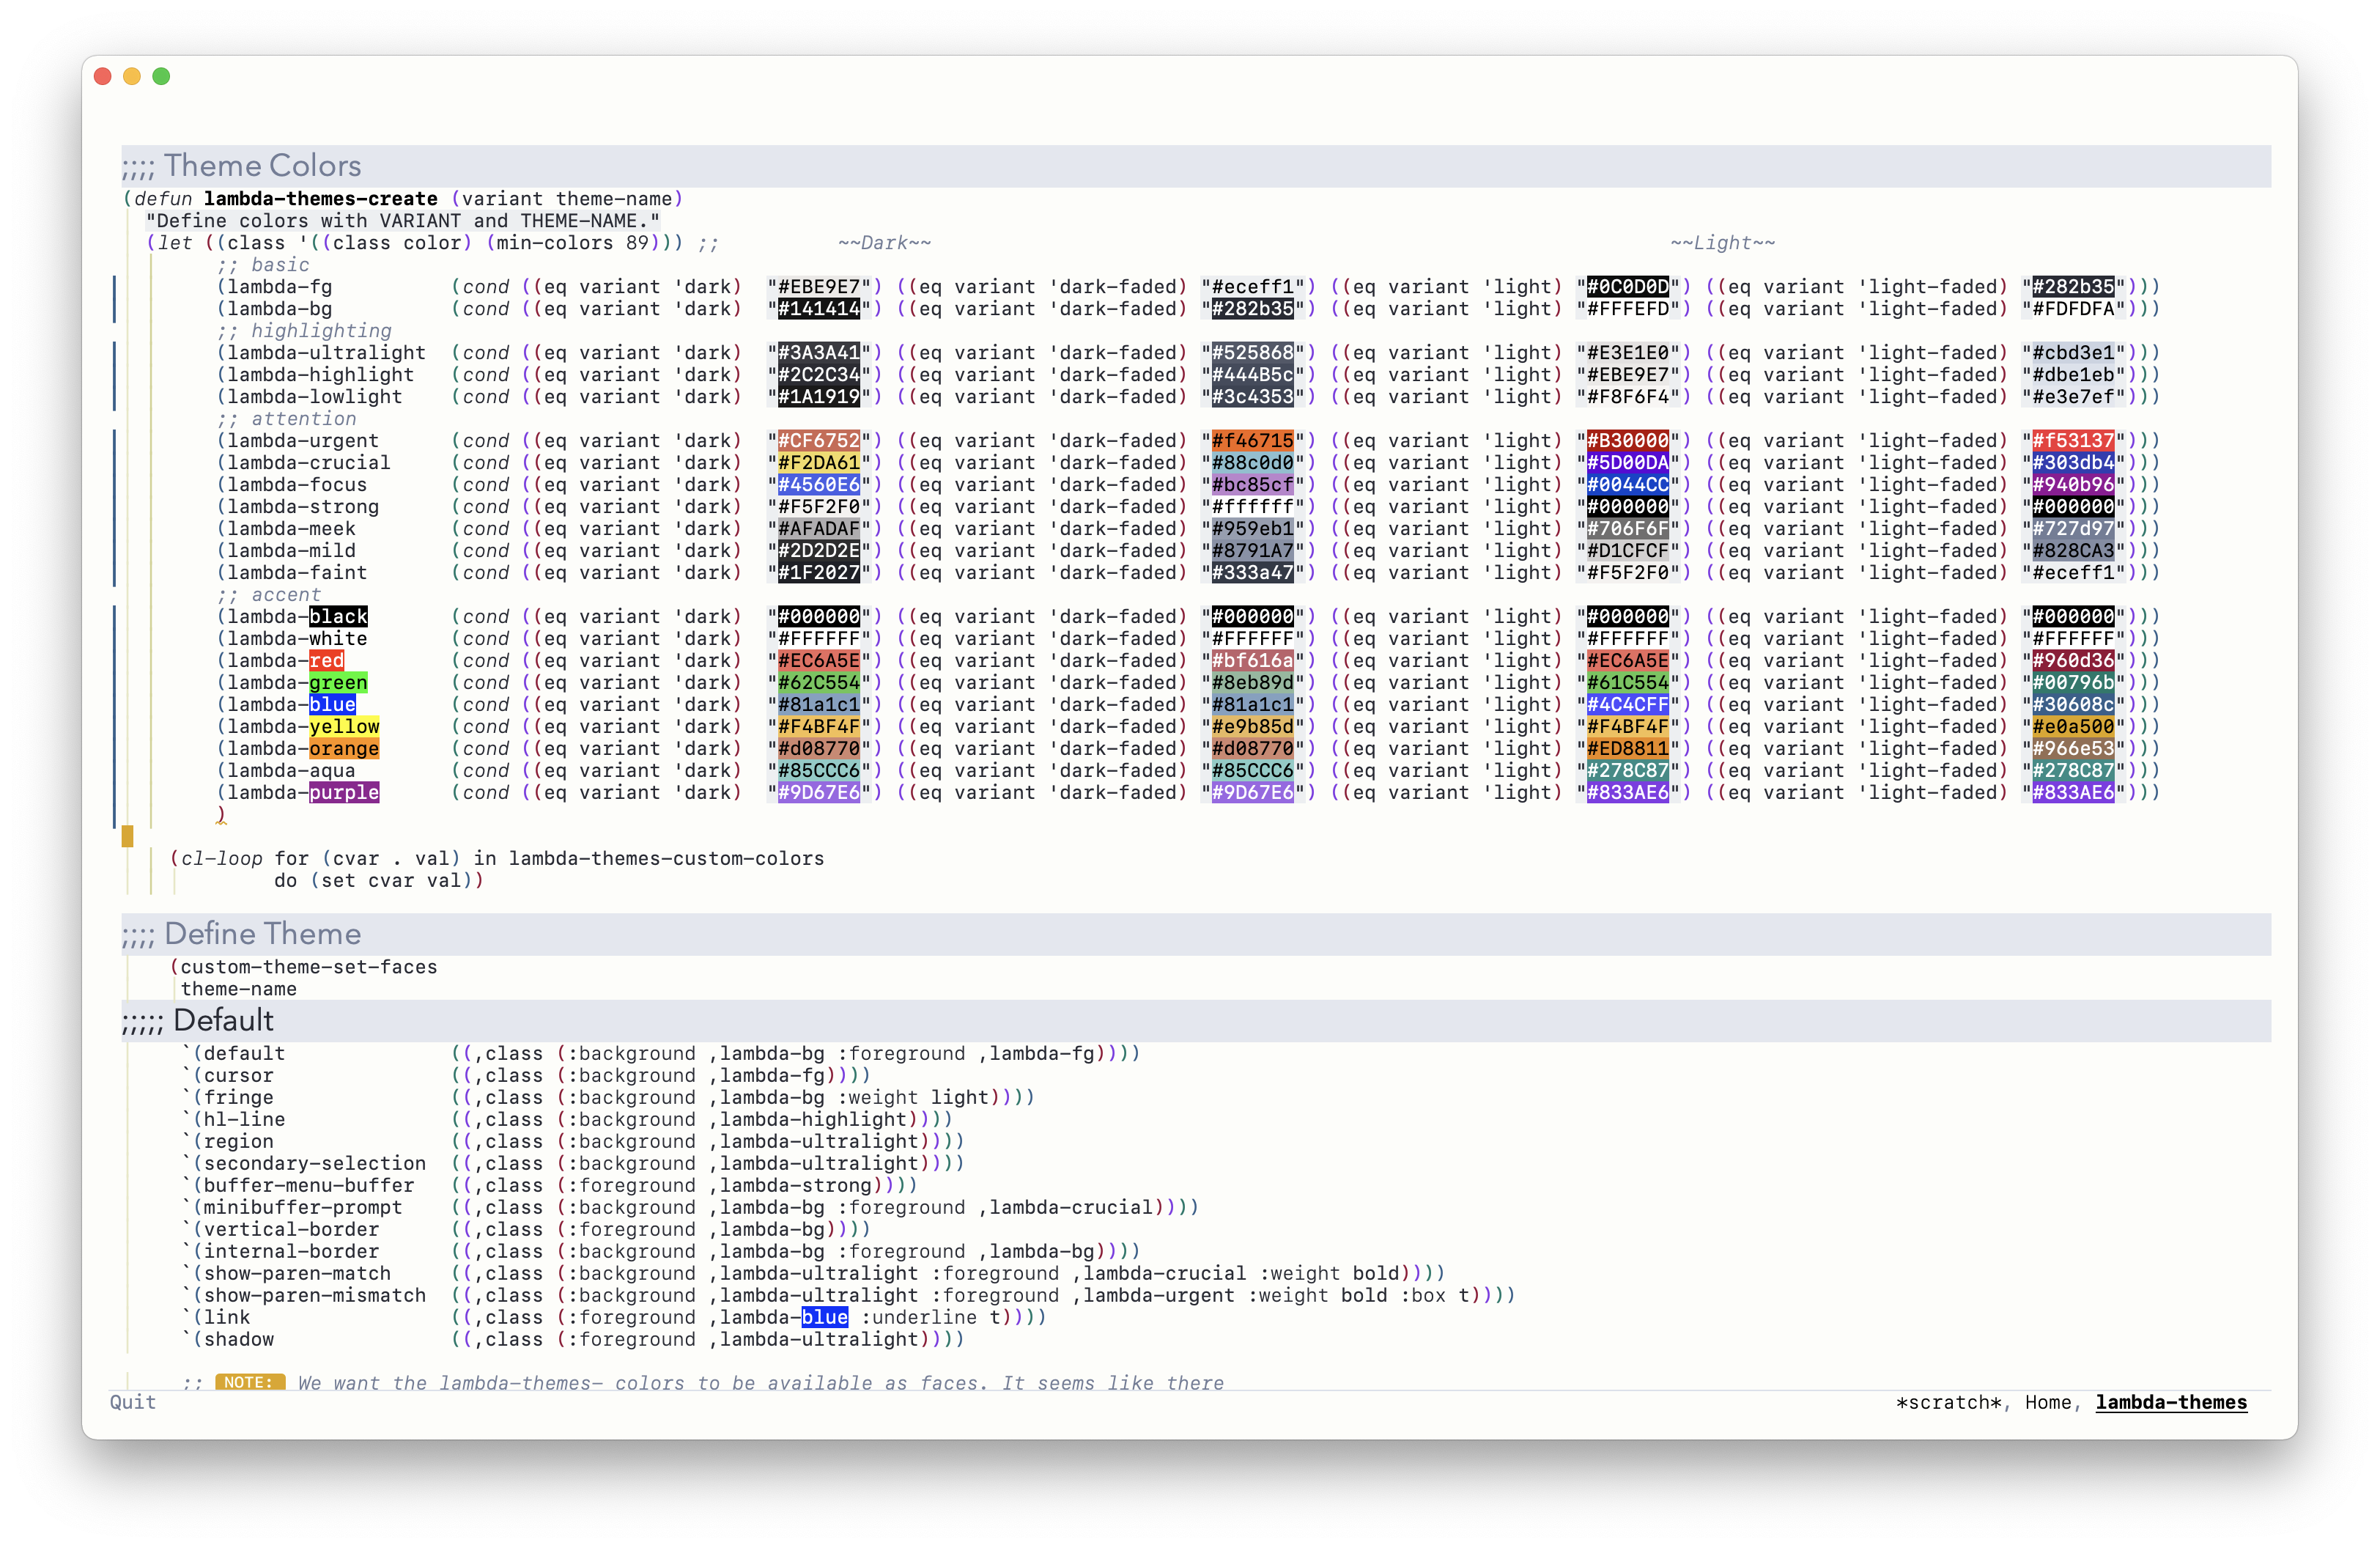 ;;;; Theme Colors
(defun lambda-themes-create (variant theme-name)
  "Define colors with VARIANT and THEME-NAME."
  (let ((class '((class color) (min-colors 89))) ;;          ~~Dark~~                                                               ~~Light~~
        ;; basic
        (lambda-fg          (cond ((eq variant 'dark)  "#EBE9E7") ((eq variant 'dark-faded) "#eceff1") ((eq variant 'light) "#0C0D0D") ((eq variant 'light-faded) "#282b35")))
        (lambda-bg          (cond ((eq variant 'dark)  "#141414") ((eq variant 'dark-faded) "#282b35") ((eq variant 'light) "#FFFEFD") ((eq variant 'light-faded) "#FDFDFA")))
        ;; highlighting
        (lambda-ultralight  (cond ((eq variant 'dark)  "#3A3A41") ((eq variant 'dark-faded) "#525868") ((eq variant 'light) "#E3E1E0") ((eq variant 'light-faded) "#cbd3e1")))
        (lambda-highlight   (cond ((eq variant 'dark)  "#2C2C34") ((eq variant 'dark-faded) "#444B5c") ((eq variant 'light) "#EBE9E7") ((eq variant 'light-faded) "#dbe1eb")))
        (lambda-lowlight    (cond ((eq variant 'dark)  "#1A1919") ((eq variant 'dark-faded) "#3c4353") ((eq variant 'light) "#F8F6F4") ((eq variant 'light-faded) "#e3e7ef")))
        ;; attention
        (lambda-urgent      (cond ((eq variant 'dark)  "#CF6752") ((eq variant 'dark-faded) "#f46715") ((eq variant 'light) "#B30000") ((eq variant 'light-faded) "#f53137")))
        (lambda-crucial     (cond ((eq variant 'dark)  "#F2DA61") ((eq variant 'dark-faded) "#88c0d0") ((eq variant 'light) "#5D00DA") ((eq variant 'light-faded) "#303db4")))
        (lambda-focus       (cond ((eq variant 'dark)  "#4560E6") ((eq variant 'dark-faded) "#bc85cf") ((eq variant 'light) "#0044CC") ((eq variant 'light-faded) "#940b96")))
        (lambda-strong      (cond ((eq variant 'dark)  "#F5F2F0") ((eq variant 'dark-faded) "#ffffff") ((eq variant 'light) "#000000") ((eq variant 'light-faded) "#000000")))
        (lambda-meek        (cond ((eq variant 'dark)  "#AFADAF") ((eq variant 'dark-faded) "#959eb1") ((eq variant 'light) "#706F6F") ((eq variant 'light-faded) "#727d97")))
        (lambda-mild        (cond ((eq variant 'dark)  "#2D2D2E") ((eq variant 'dark-faded) "#8791A7") ((eq variant 'light) "#D1CFCF") ((eq variant 'light-faded) "#828CA3")))
        (lambda-faint       (cond ((eq variant 'dark)  "#1F2027") ((eq variant 'dark-faded) "#333a47") ((eq variant 'light) "#F5F2F0") ((eq variant 'light-faded) "#eceff1")))
        ;; accent
        (lambda-black       (cond ((eq variant 'dark)  "#000000") ((eq variant 'dark-faded) "#000000") ((eq variant 'light) "#000000") ((eq variant 'light-faded) "#000000")))
        (lambda-white       (cond ((eq variant 'dark)  "#FFFFFF") ((eq variant 'dark-faded) "#FFFFFF") ((eq variant 'light) "#FFFFFF") ((eq variant 'light-faded) "#FFFFFF")))
        (lambda-red         (cond ((eq variant 'dark)  "#EC6A5E") ((eq variant 'dark-faded) "#bf616a") ((eq variant 'light) "#EC6A5E") ((eq variant 'light-faded) "#960d36")))
        (lambda-green       (cond ((eq variant 'dark)  "#62C554") ((eq variant 'dark-faded) "#8eb89d") ((eq variant 'light) "#61C554") ((eq variant 'light-faded) "#00796b")))
        (lambda-blue        (cond ((eq variant 'dark)  "#81a1c1") ((eq variant 'dark-faded) "#81a1c1") ((eq variant 'light) "#4C4CFF") ((eq variant 'light-faded) "#30608c")))
        (lambda-yellow      (cond ((eq variant 'dark)  "#F4BF4F") ((eq variant 'dark-faded) "#e9b85d") ((eq variant 'light) "#F4BF4F") ((eq variant 'light-faded) "#e0a500")))
        (lambda-orange      (cond ((eq variant 'dark)  "#d08770") ((eq variant 'dark-faded) "#d08770") ((eq variant 'light) "#ED8811") ((eq variant 'light-faded) "#966e53")))
        (lambda-aqua        (cond ((eq variant 'dark)  "#85CCC6") ((eq variant 'dark-faded) "#85CCC6") ((eq variant 'light) "#278C87") ((eq variant 'light-faded) "#278C87")))
        (lambda-purple      (cond ((eq variant 'dark)  "#9D67E6") ((eq variant 'dark-faded) "#9D67E6") ((eq variant 'light) "#833AE6") ((eq variant 'light-faded) "#833AE6")))
        )
    (cl-loop for (cvar . val) in lambda-themes-custom-colors
             do (set cvar val))
;;;; Define Theme
    (custom-theme-set-faces
     theme-name
;;;;; Default
     `(default              ((,class (:background ,lambda-bg :foreground ,lambda-fg))))
     `(cursor               ((,class (:background ,lambda-fg))))
     `(fringe               ((,class (:background ,lambda-bg :weight light))))
     `(hl-line              ((,class (:background ,lambda-highlight))))
     `(region               ((,class (:background ,lambda-ultralight))))
     `(secondary-selection  ((,class (:background ,lambda-ultralight))))
     `(buffer-menu-buffer   ((,class (:foreground ,lambda-strong))))
     `(minibuffer-prompt    ((,class (:background ,lambda-bg :foreground ,lambda-crucial))))
     `(vertical-border      ((,class (:foreground ,lambda-bg))))
     `(internal-border      ((,class (:background ,lambda-bg :foreground ,lambda-bg))))
     `(show-paren-match     ((,class (:background ,lambda-ultralight :foreground ,lambda-crucial :weight bold))))
     `(show-paren-mismatch  ((,class (:background ,lambda-ultralight :foreground ,lambda-urgent :weight bold :box t))))
     `(link                 ((,class (:foreground ,lambda-blue :underline t))))
     `(shadow               ((,class (:foreground ,lambda-ultralight))))
     ;; NOTE: We want the lambda-themes- colors to be available as faces. It seems like there
Quit *scratch*, Home, lambda-themes